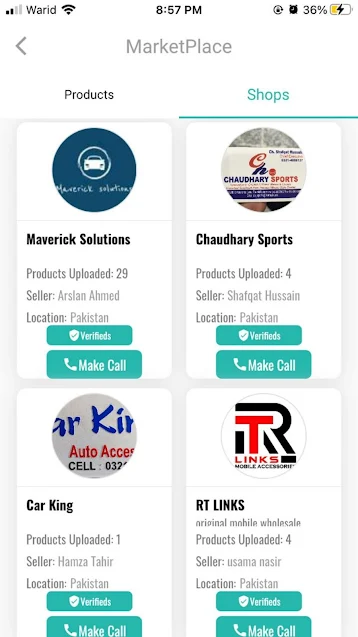 Warid
8:57 PM
36%
MarketPlace
Products
Shops
Maverick solutions
Maverick Solutions
Products Uploaded: 29
Seller: Arslan Ahmed
Location: Pakistan
Verifieds
Make Call
Ch. Shafqat Hussain
CHAUDHARY SPORTS
Chaudhary Sports
Products Uploaded: 4
Seller: Shafqat Hussain
Location: Pakistan
Verifieds
Make Call
ar Kin
Auto Acces
CELL : 032
Car King
Products Uploaded: 1
Seller: Hamza Tahir
Location: Pakistan
Verifieds
Make Call
RT
LINKS
MOBILE ACCESSORIE
RT LINKS
original mobile wholesale
Products Uploaded: 4
Seller: usama nasir
Location: Pakistan
Verifieds
Make Call